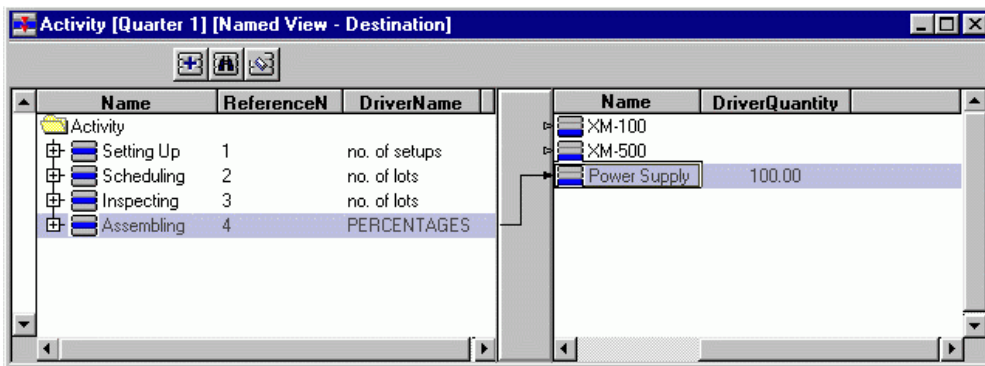 Activity [Quarter 1] [Named View - Destination]
Name ReferenceN DriverName Name DriverQuantity
Activity XM-100
Setting Up 1 no. of setups XM-500
Scheduling 2 no. of lots Power Supply 100.00
Inspecting 3 no. of lots
Assembling 4 PERCENTAGES